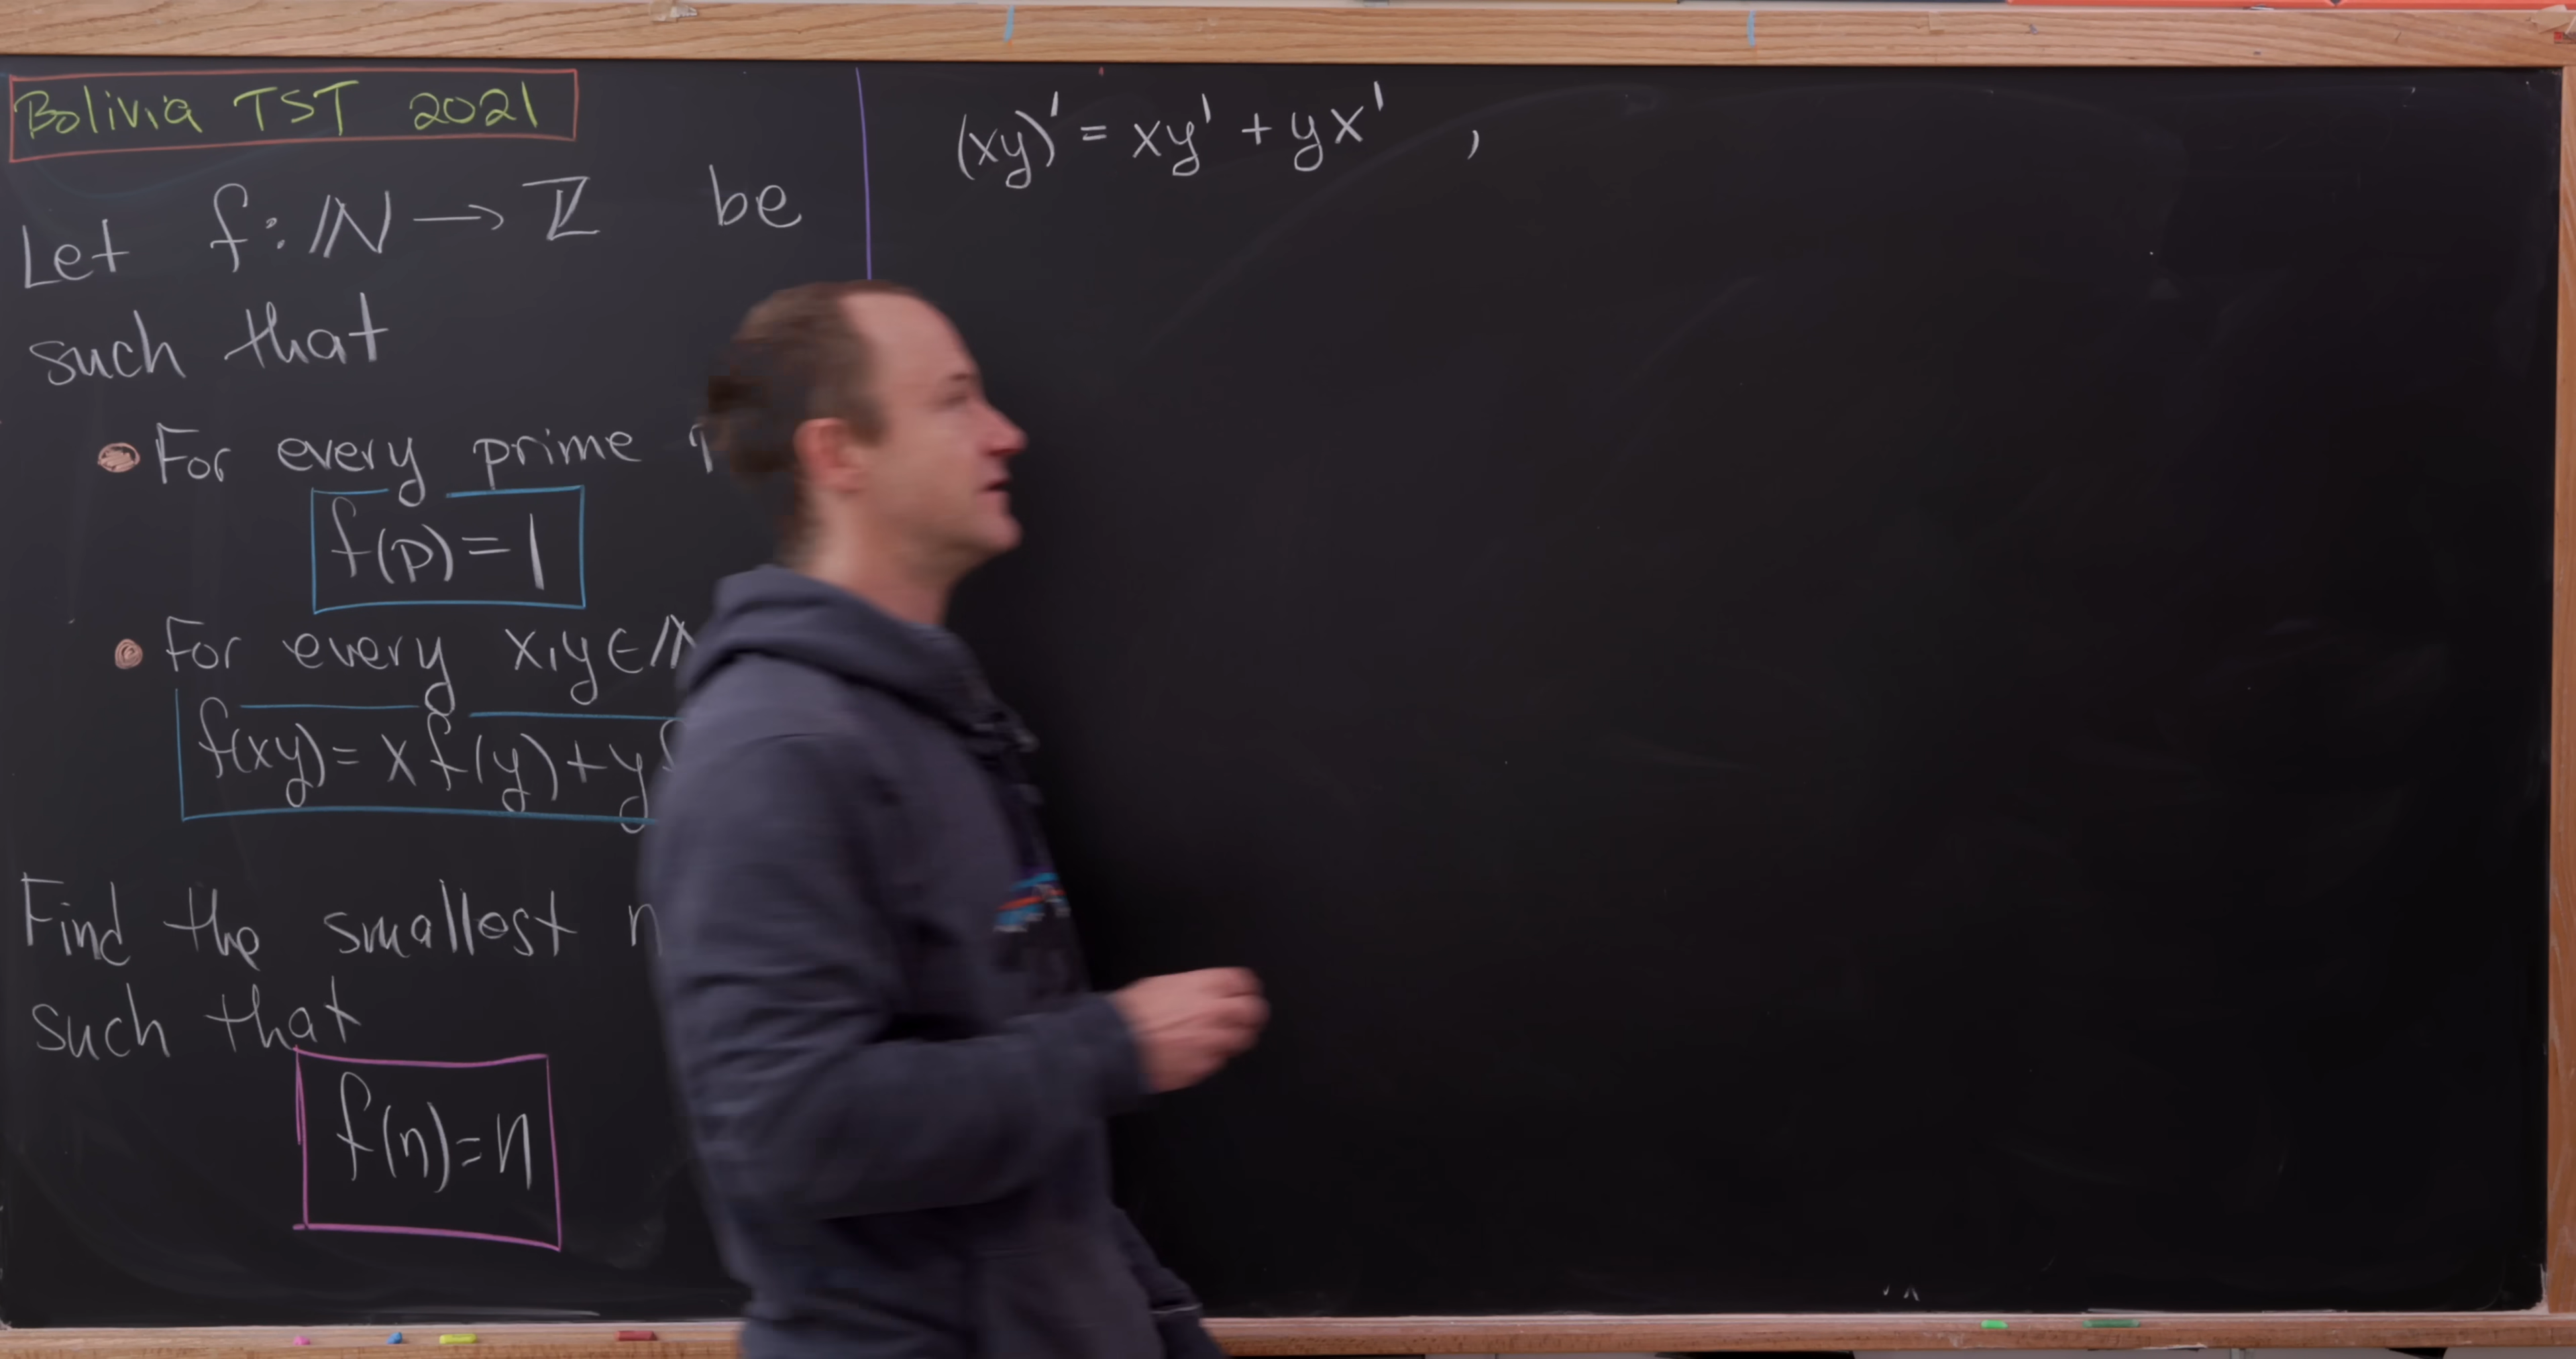 Bolivia TST 2021
Let f: ℕ → ℤ be
such that
• For every prime
f(p)=1
• For every x,y ∈ ℕ
f(xy)= x f(y)+y
Find the smallest n
such that
f(n)=n
(xy)' = xy' + yx' ,